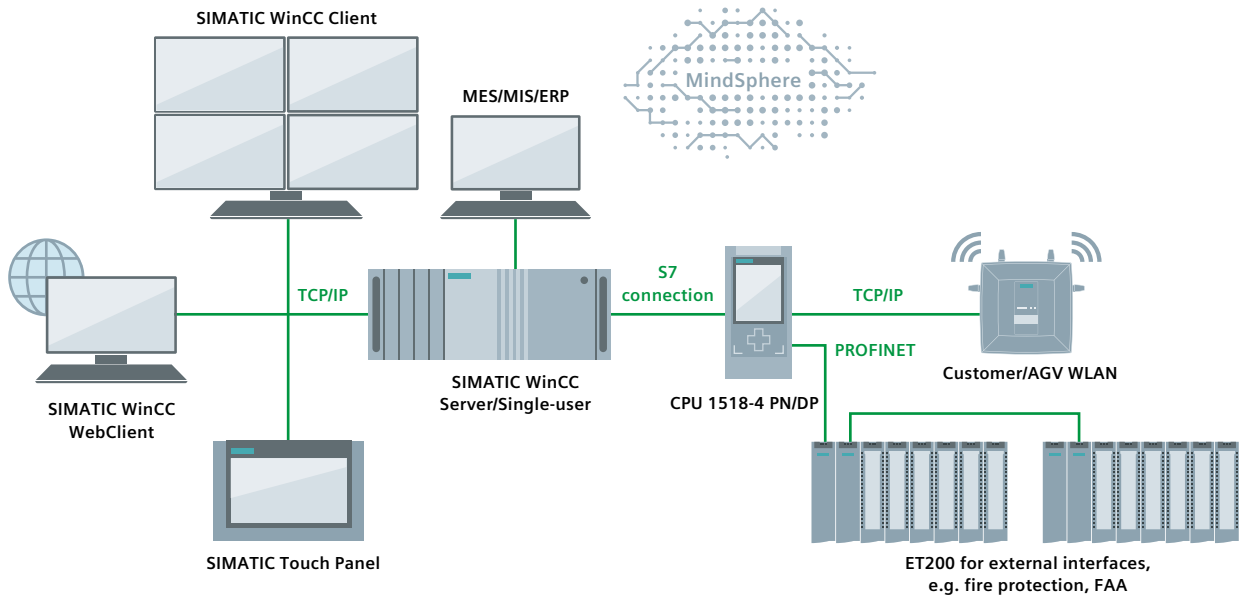 SIMATIC WinCC Client
MindSphere
MES/MIS/ERP
TCP/IP
S7
connection
TCP/IP
PROFINET
SIMATIC WinCC
WebClient
SIMATIC WinCC
Server/Single-user
CPU 1518-4 PN/DP
Customer/AGV WLAN
SIMATIC Touch Panel
ET200 for external interfaces,
e.g. fire protection, FAA